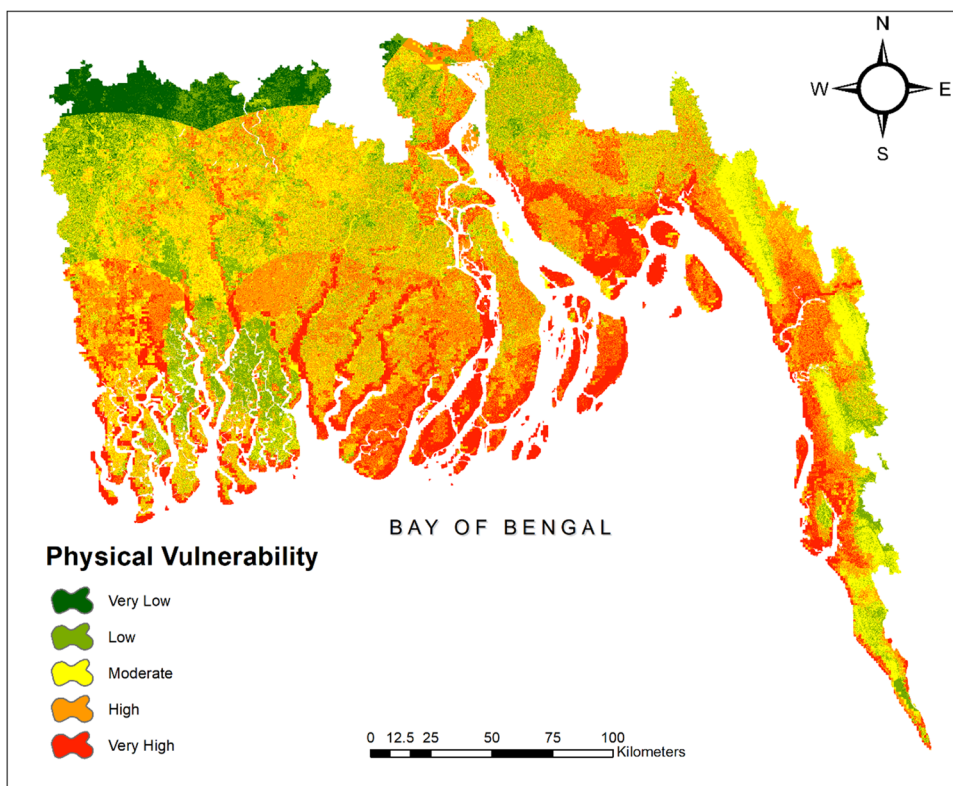 N
W E
S
BAY OF BENGAL
Physical Vulnerability
Very Low
Low
Moderate
High
Very High
0 12.5 25 50 75 100
Kilometers